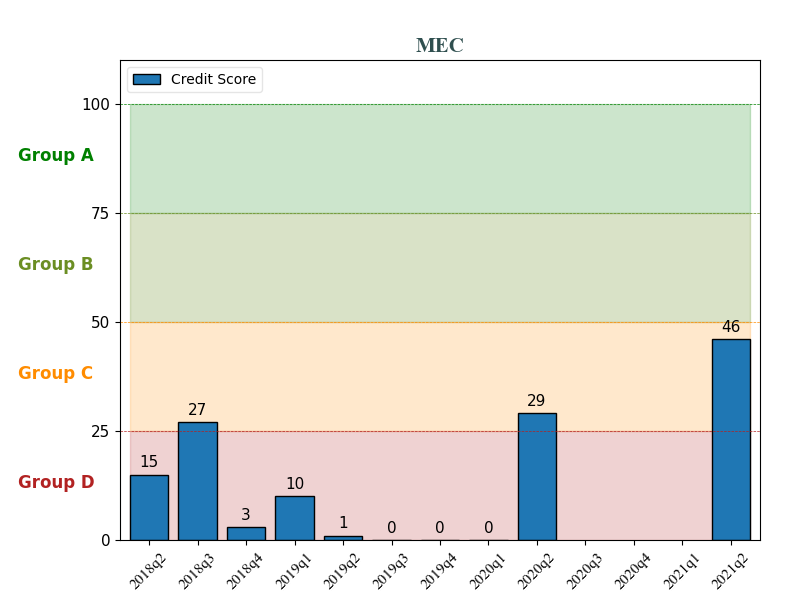 MEC
Credit Score
100
Group A
75
Group B
50
46
Group C
29
27
25
15
Group D
10
3
1
0
0
0
0
2018q2
2018q3
2018q4
2019q1
2019q2
2019q3
2019q4
2020q1
2020q2
2020q3
2020q4
2021q1
2021q2